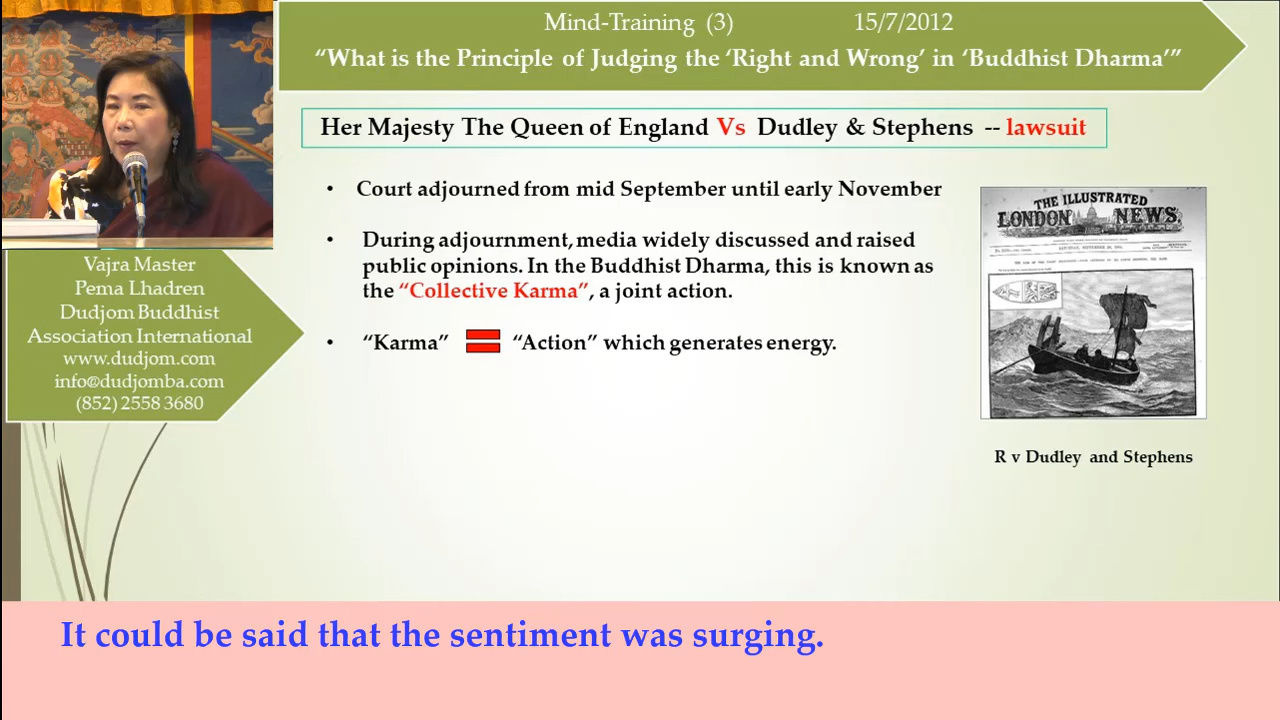 Mind-Training (3) 15/7/2012
“What is the Principle of Judging the ‘Right and Wrong’ in ‘Buddhist Dharma’”
Her Majesty The Queen of England Vs Dudley & Stephens -- lawsuit
• Court adjourned from mid September until early November
• During adjournment, media widely discussed and raised
public opinions. In the Buddhist Dharma, this is known as
the “Collective Karma”, a joint action.
• “Karma” = “Action” which generates energy.
THE ILLUSTRATED
LONDON NEWS
R v Dudley and Stephens
Vajra Master
Pema Lhadren
Dudjom Buddhist
Association International
www.dudjom.com
info@dudjomba.com
(852) 2558 3680
It could be said that the sentiment was surging.